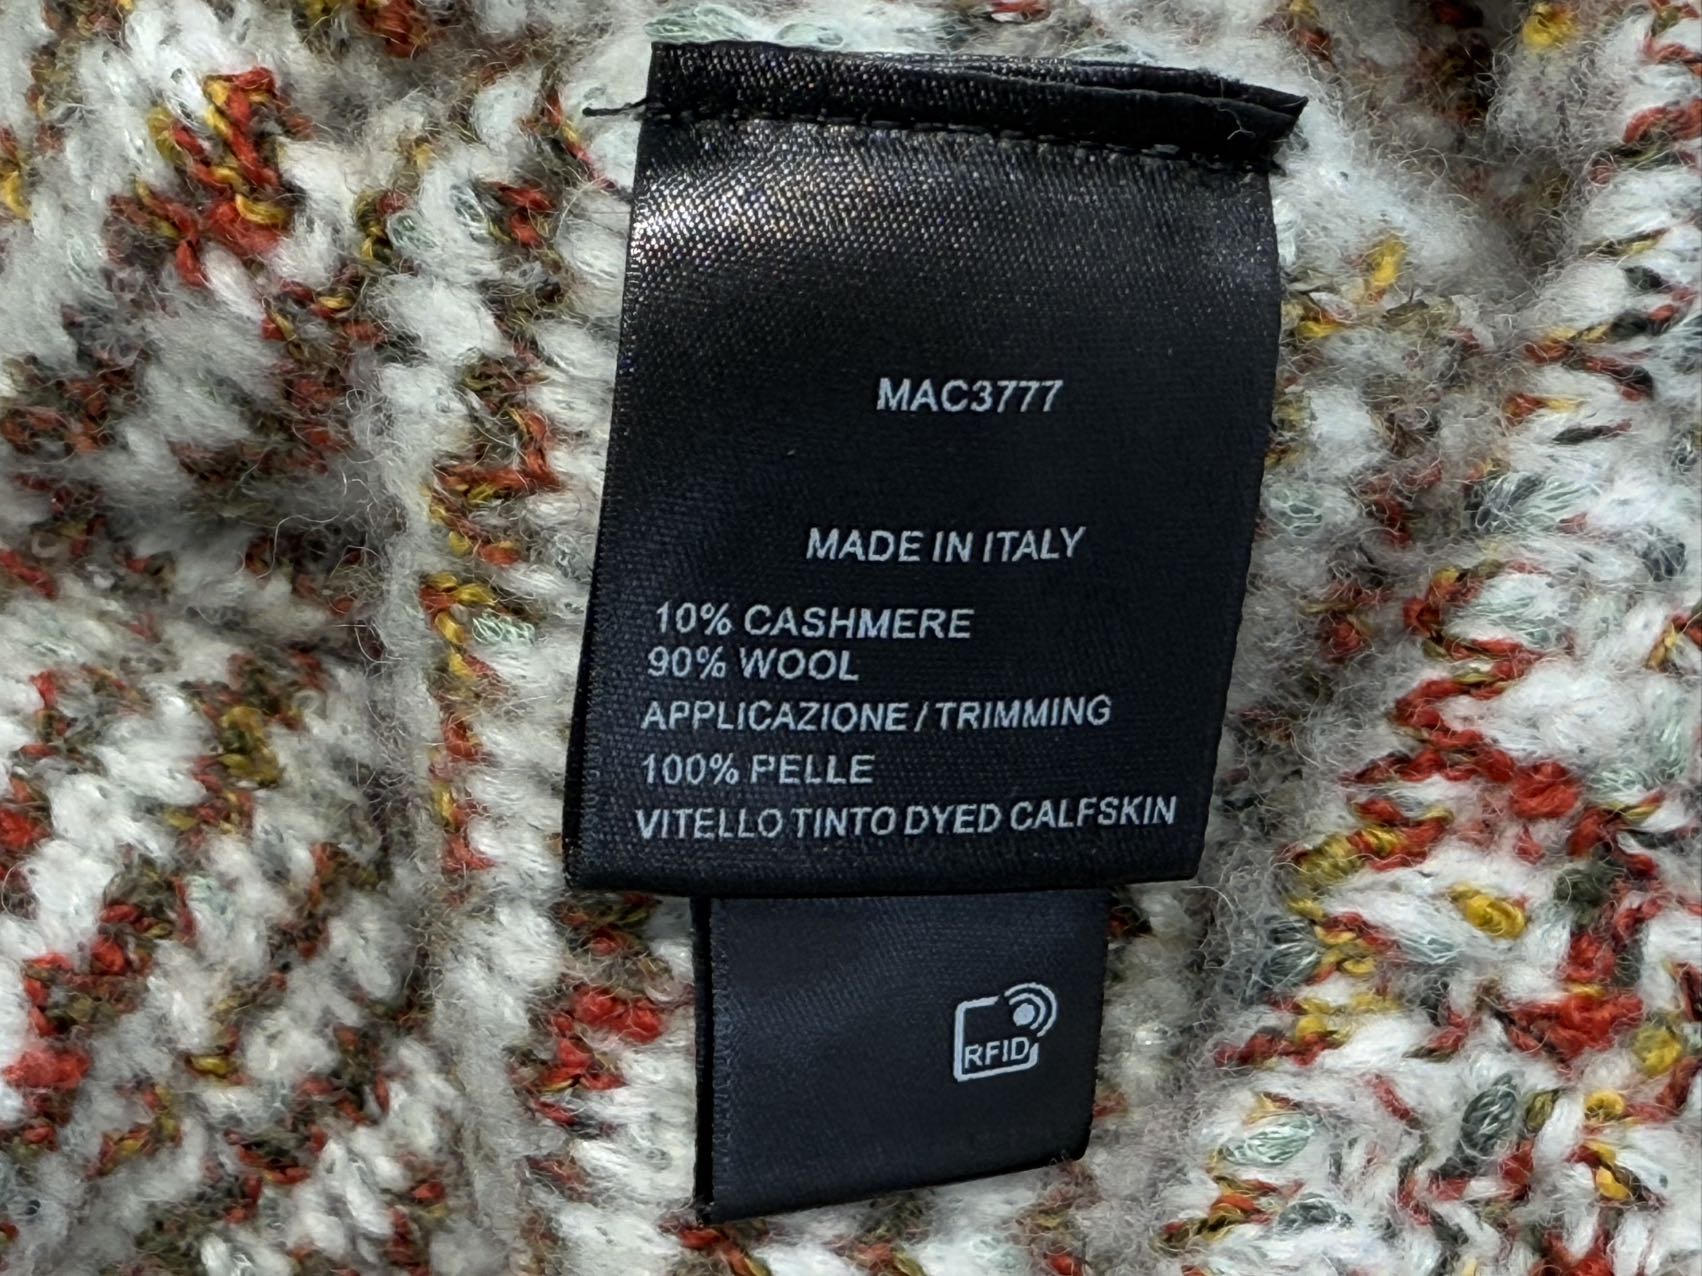 MAC3777
MADE IN ITALY
10% CASHMERE
90% WOOL
APPLICAZIONE / TRIMMING
100% PELLE
VITELLO TINTO DYED CALFSKIN
RFID